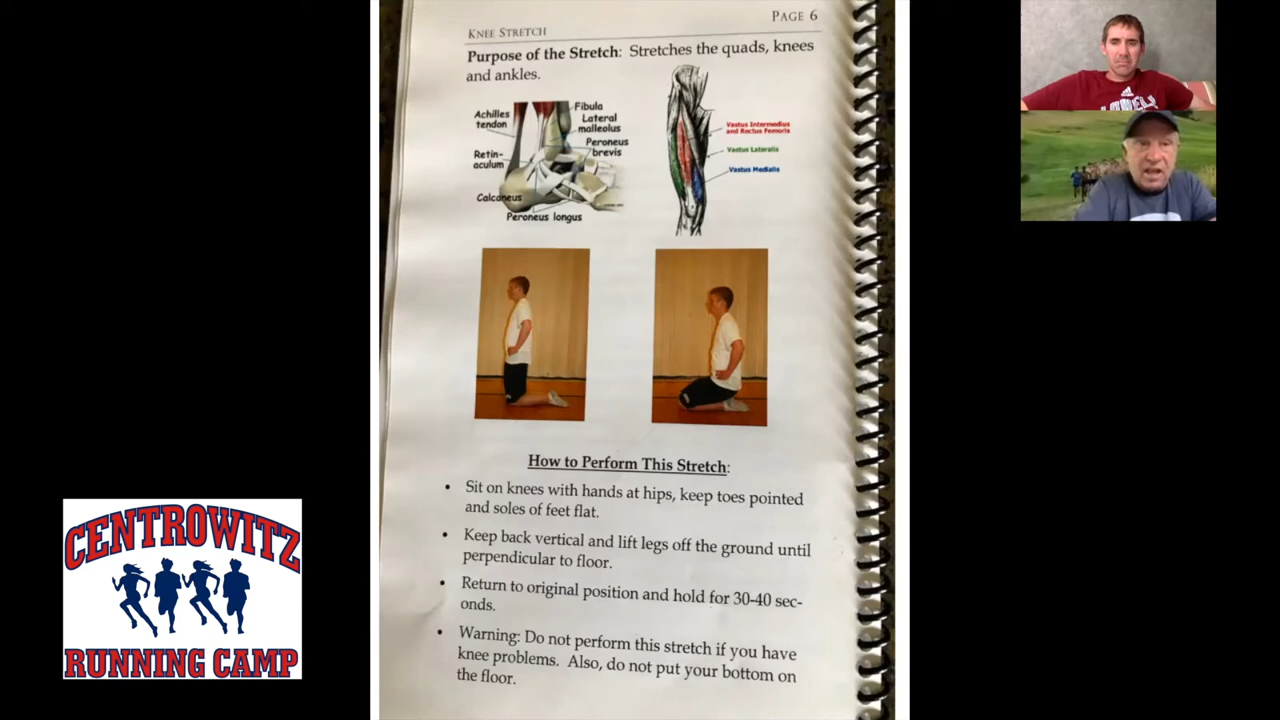 KNEE STRETCH
PAGE 6
Purpose of the Stretch: Stretches the quads, knees
and ankles.
Achilles
tendon
Fibula
Lateral
malleolus
Peroneus
brevis
Retin-
aculum
Calcaneus
Peroneus longus
Vastus Intermedius
and Rectus Femoris
Vastus Lateralis
Vastus Medialis
How to Perform This Stretch:
• Sit on knees with hands at hips, keep toes pointed
and soles of feet flat.
• Keep back vertical and lift legs off the ground until
perpendicular to floor.
• Return to original position and hold for 30-40 sec-
onds.
• Warning: Do not perform this stretch if you have
knee problems. Also, do not put your bottom on
the floor.
CENTROWITZ
RUNNING CAMP